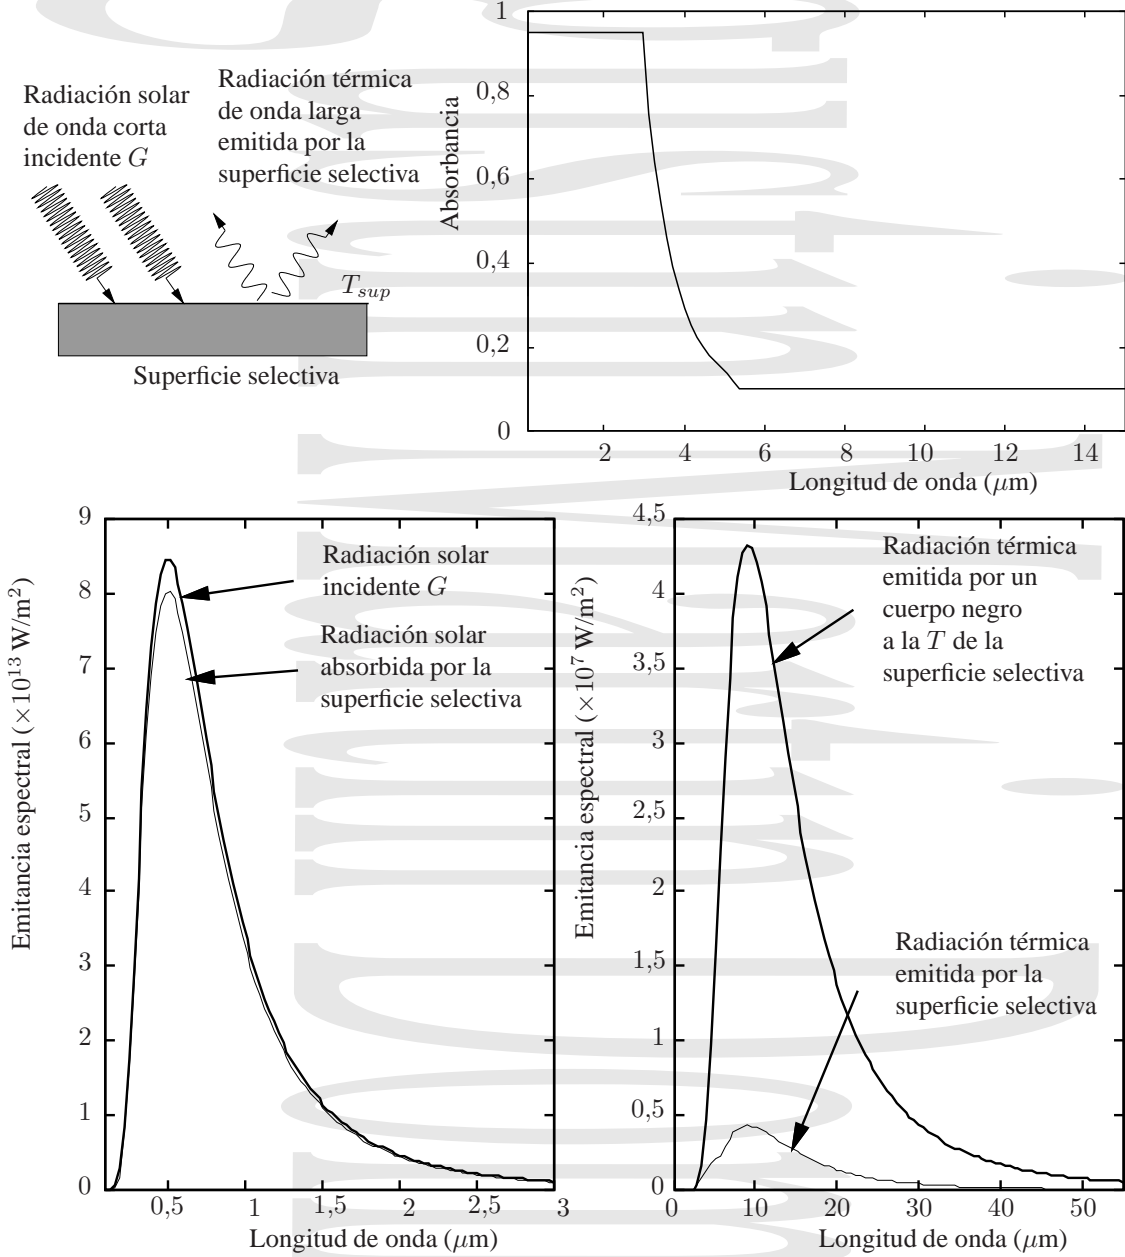 Radiación solar
de onda corta
incidente G
Radiación térmica
de onda larga
emitida por la
superficie selectiva
T_sup
Superficie selectiva
Absorbancia
1
0,8
0,6
0,4
0,2
0
2
4
6
8
10
12
14
Longitud de onda (μm)
Emitancia espectral (×10^13 W/m²)
9
8
7
6
5
4
3
2
1
0
0,5
1
1,5
2
2,5
3
Longitud de onda (μm)
Radiación solar
incidente G
Radiación solar
absorbida por la
superficie selectiva
Emitancia espectral (×10^7 W/m²)
4,5
4
3,5
3
2,5
2
1,5
1
0,5
0
0
10
20
30
40
50
Longitud de onda (μm)
Radiación térmica
emitida por un
cuerpo negro
a la T de la
superficie selectiva
Radiación térmica
emitida por la
superficie selectiva